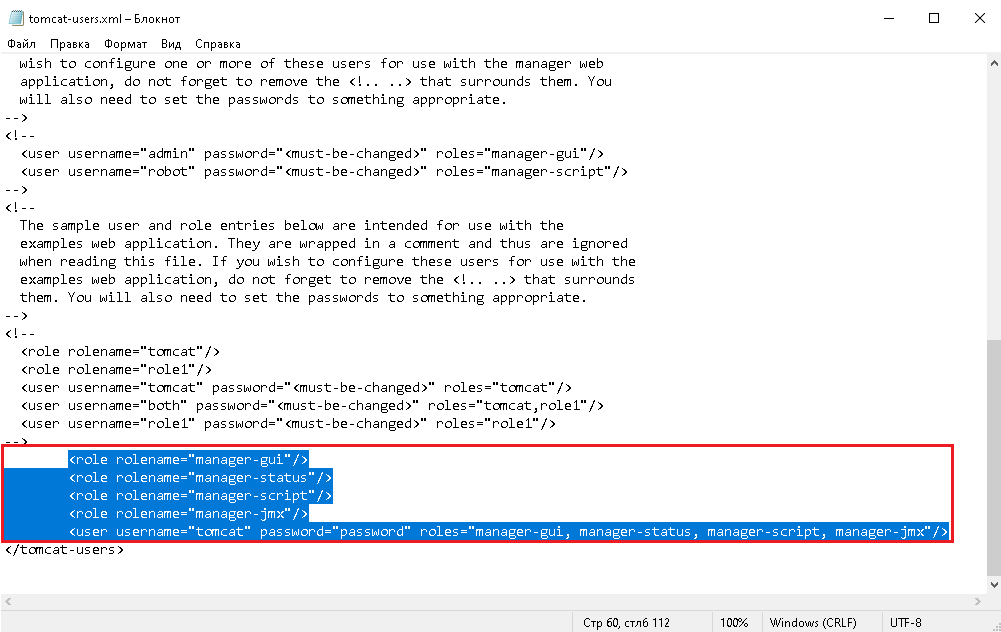 tomcat-users.xml – Блокнот
Файл Правка Формат Вид Справка
wish to configure one or more of these users for use with the manager web
application, do not forget to remove the <!.. ..> that surrounds them. You
will also need to set the passwords to something appropriate.
-->
<!--
<user username="admin" password="<must-be-changed>" roles="manager-gui"/>
<user username="robot" password="<must-be-changed>" roles="manager-script"/>
-->
<!--
The sample user and role entries below are intended for use with the
examples web application. They are wrapped in a comment and thus are ignored
when reading this file. If you wish to configure these users for use with the
examples web application, do not forget to remove the <!.. ..> that surrounds
them. You will also need to set the passwords to something appropriate.
-->
<!--
<role rolename="tomcat"/>
<role rolename="role1"/>
<user username="tomcat" password="<must-be-changed>" roles="tomcat"/>
<user username="both" password="<must-be-changed>" roles="tomcat,role1"/>
<user username="role1" password="<must-be-changed>" roles="role1"/>
-->
<role rolename="manager-gui"/>
<role rolename="manager-status"/>
<role rolename="manager-script"/>
<role rolename="manager-jmx"/>
<user username="tomcat" password="password" roles="manager-gui, manager-status, manager-script, manager-jmx"/>
</tomcat-users>
Стр 60, стлб 112 100% Windows (CRLF) UTF-8